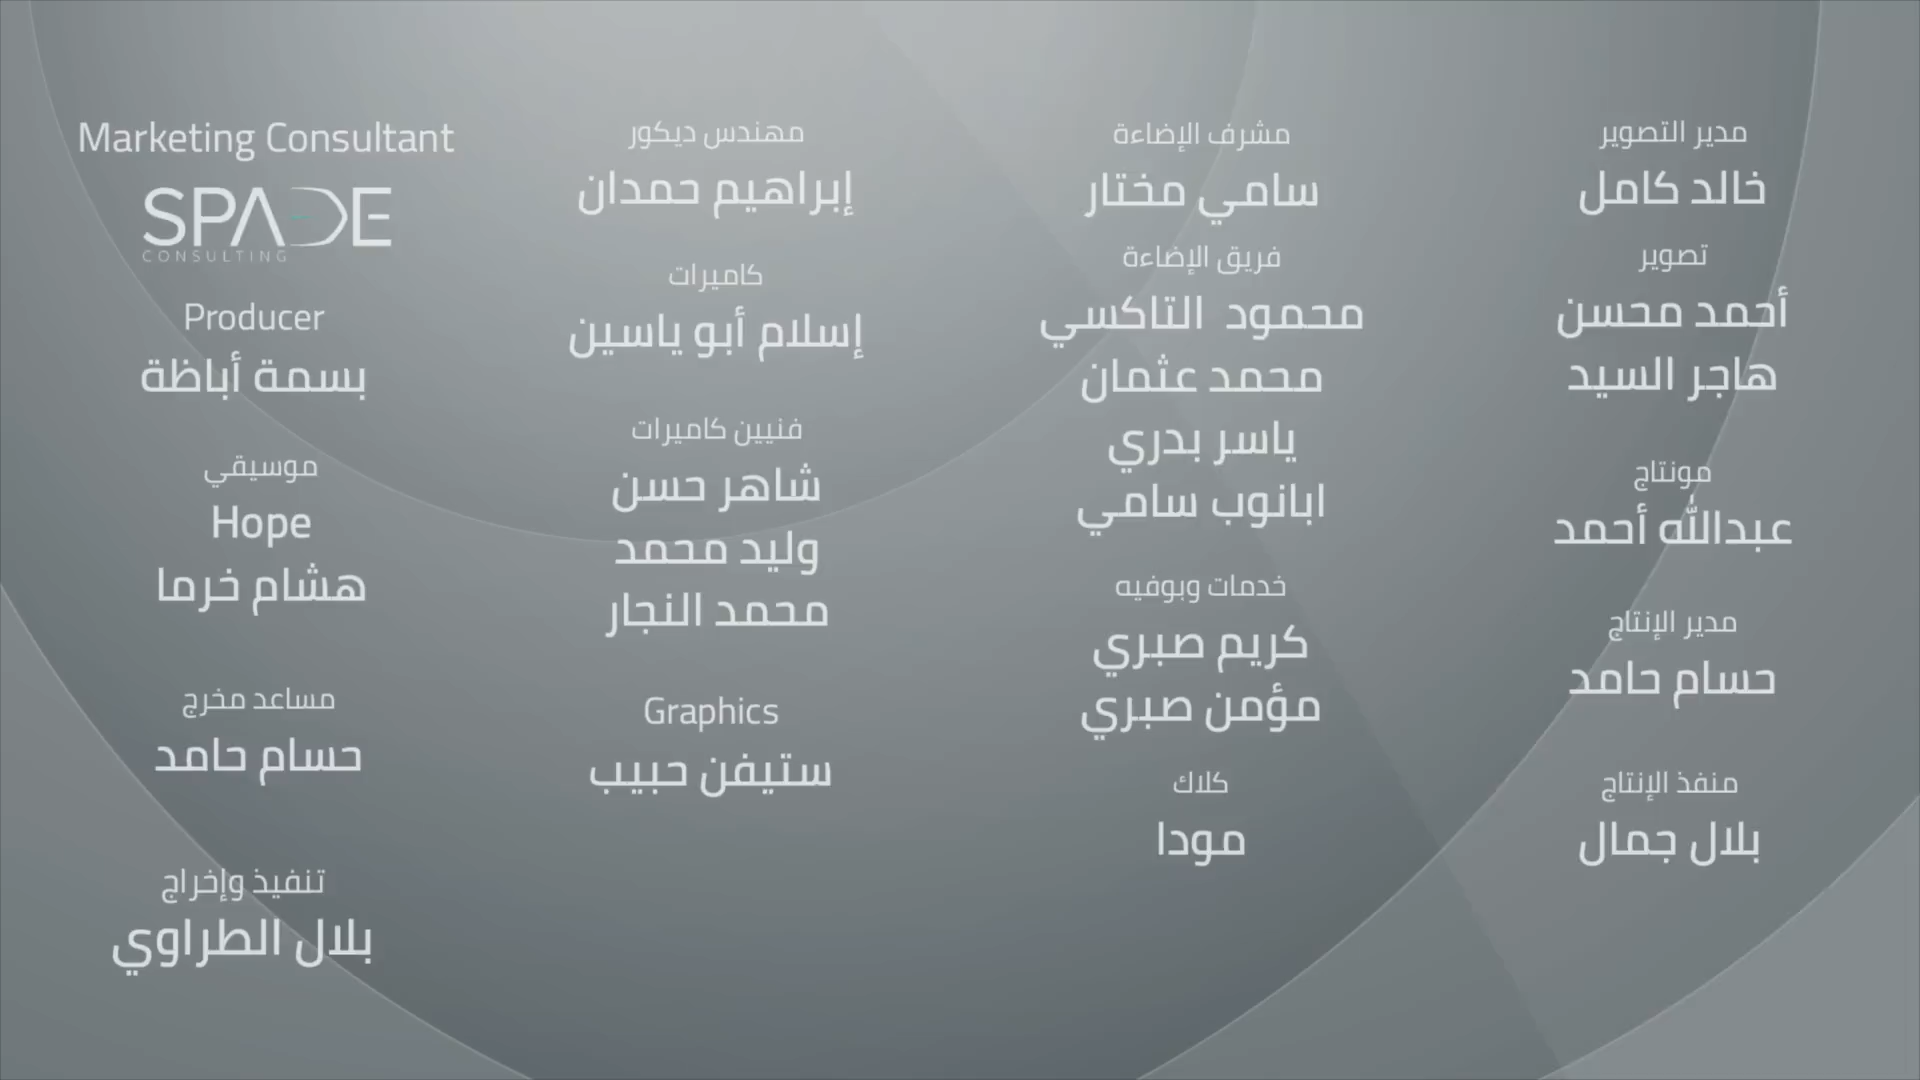 مدير التصوير
خالد كامل
تصوير
أحمد محسن
هاجر السيد
مونتاج
عبدالله أحمد
مدير الإنتاج
حسام حامد
منفذ الإنتاج
بلال جمال
مشرف الإضاءة
سامي مختار
فريق الإضاءة
محمود التاكسي
محمد عثمان
ياسر بدري
ابانوب سامي
خدمات وبوفيه
كريم صبري
مؤمن صبري
كلاك
مودا
مهندس ديكور
إبراهيم حمدان
كاميرات
إسلام أبو ياسين
فنيين كاميرات
شاهر حسن
وليد محمد
محمد النجار
Graphics
ستيفن حبيب
Marketing Consultant
SPADE
CONSULTING
Producer
بسمة أباظة
موسيقي
Hope
هشام خرما
مساعد مخرج
حسام حامد
تنفيذ وإخراج
بلال الطراوي